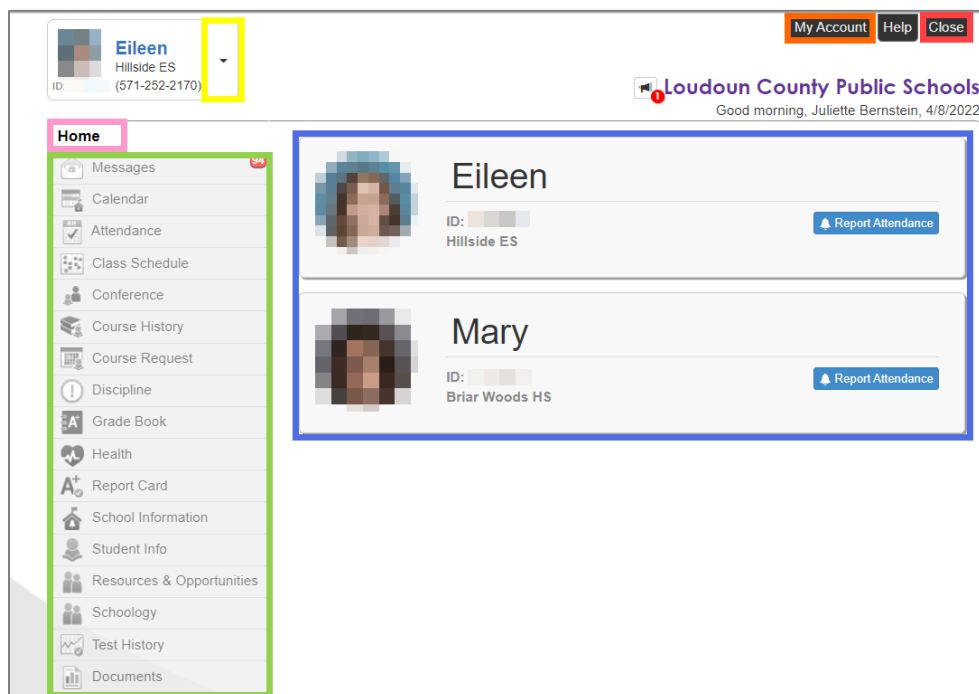 My Account Help Close
Eileen
Hillside ES
ID: (571-252-2170)
1
Loudoun County Public Schools
Good morning, Juliette Bernstein, 4/8/2022
Home
Messages 94
Calendar
Attendance
Class Schedule
Conference
Course History
Course Request
Discipline
Grade Book
Health
Report Card
School Information
Student Info
Resources & Opportunities
Schoology
Test History
Documents
Eileen
ID:
Report Attendance
Hillside ES
Mary
ID:
Report Attendance
Briar Woods HS